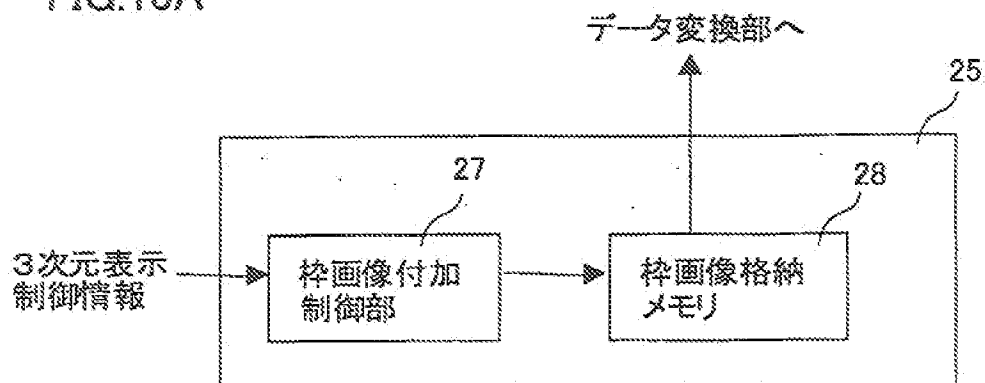 データ変換部へ
25
27
28
3次元表示
制御情報
枠画像付加
制御部
枠画像格納
メモリ